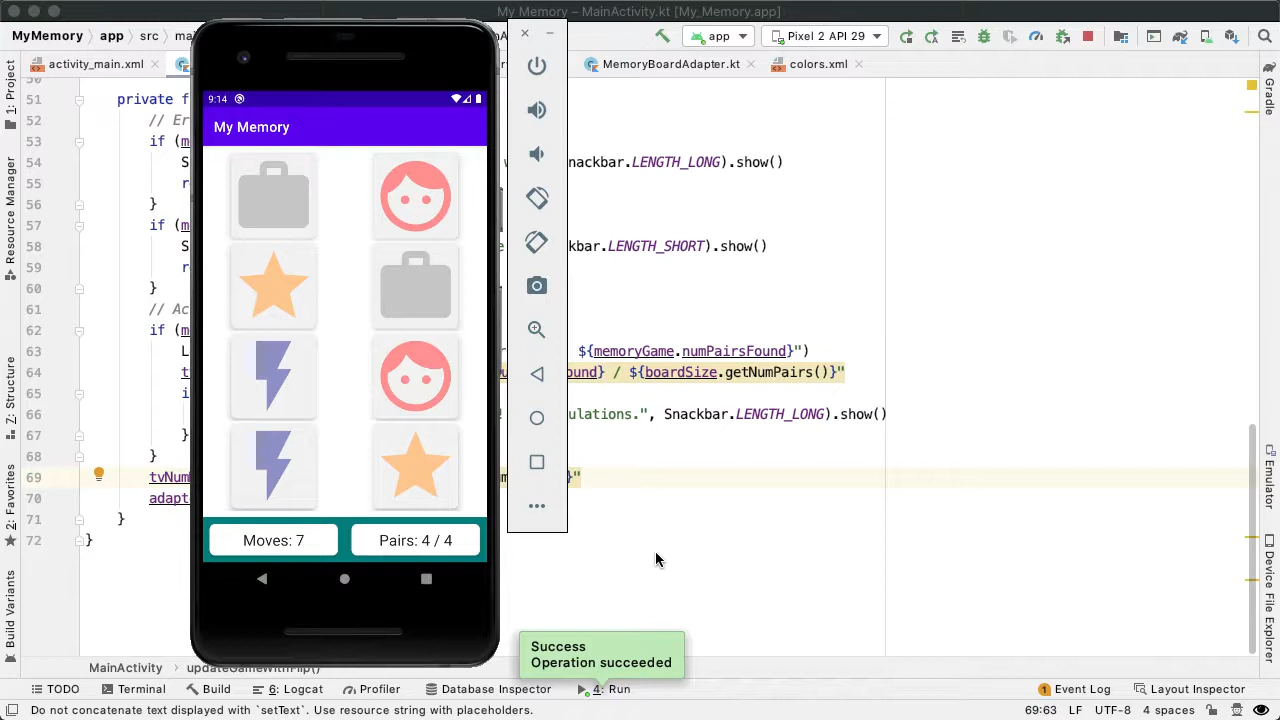 My Memory – MainActivity.kt [My_Memory.app]
MyMemory app src
app Pixel 2 API 29
activity_main.xml MemoryBoardAdapter.kt colors.xml
1: Project
Resource Manager
Z: Structure
2: Favorites
Build Variants
Gradle
Emulator
Device File Explorer
9:14
My Memory
Moves: 7
Pairs: 4 / 4
51 private f
52 // Er
53 if (m
54 S nackbar.LENGTH_LONG).show()
55 re
56 }
57 if (m
58 S kbar.LENGTH_SHORT).show()
59 re
60 }
61 // Ac
62 if (m
63 L ${memoryGame.numPairsFound}")
64 t ound} / ${boardSize.getNumPairs()}"
65 i
66 ulations.", Snackbar.LENGTH_LONG).show()
67 }
68 }
69 tvNum }"
70 adapt
71 }
72 }
Success
Operation succeeded
MainActivity updateGameWithFlip()
TODO Terminal Build 6: Logcat Profiler Database Inspector 4: Run 1 Event Log Layout Inspector
Do not concatenate text displayed with `setText`. Use resource string with placeholders. 69:63 LF UTF-8 4 spaces